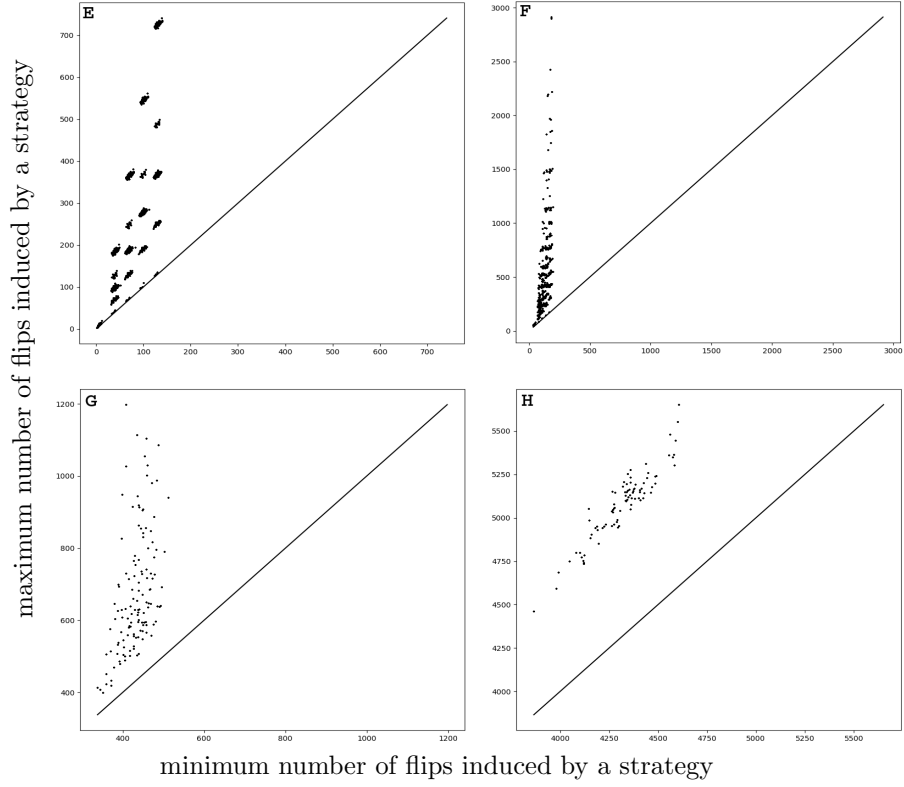 maximum number of flips induced by a strategy
E
700
600
500
400
300
200
100
0
0 100 200 300 400 500 600 700
F
3000
2500
2000
1500
1000
500
0
0 500 1000 1500 2000 2500 3000
G
1200
1000
800
600
400
400 600 800 1000 1200
H
5500
5250
5000
4750
4500
4250
4000
4000 4250 4500 4750 5000 5250 5500
minimum number of flips induced by a strategy